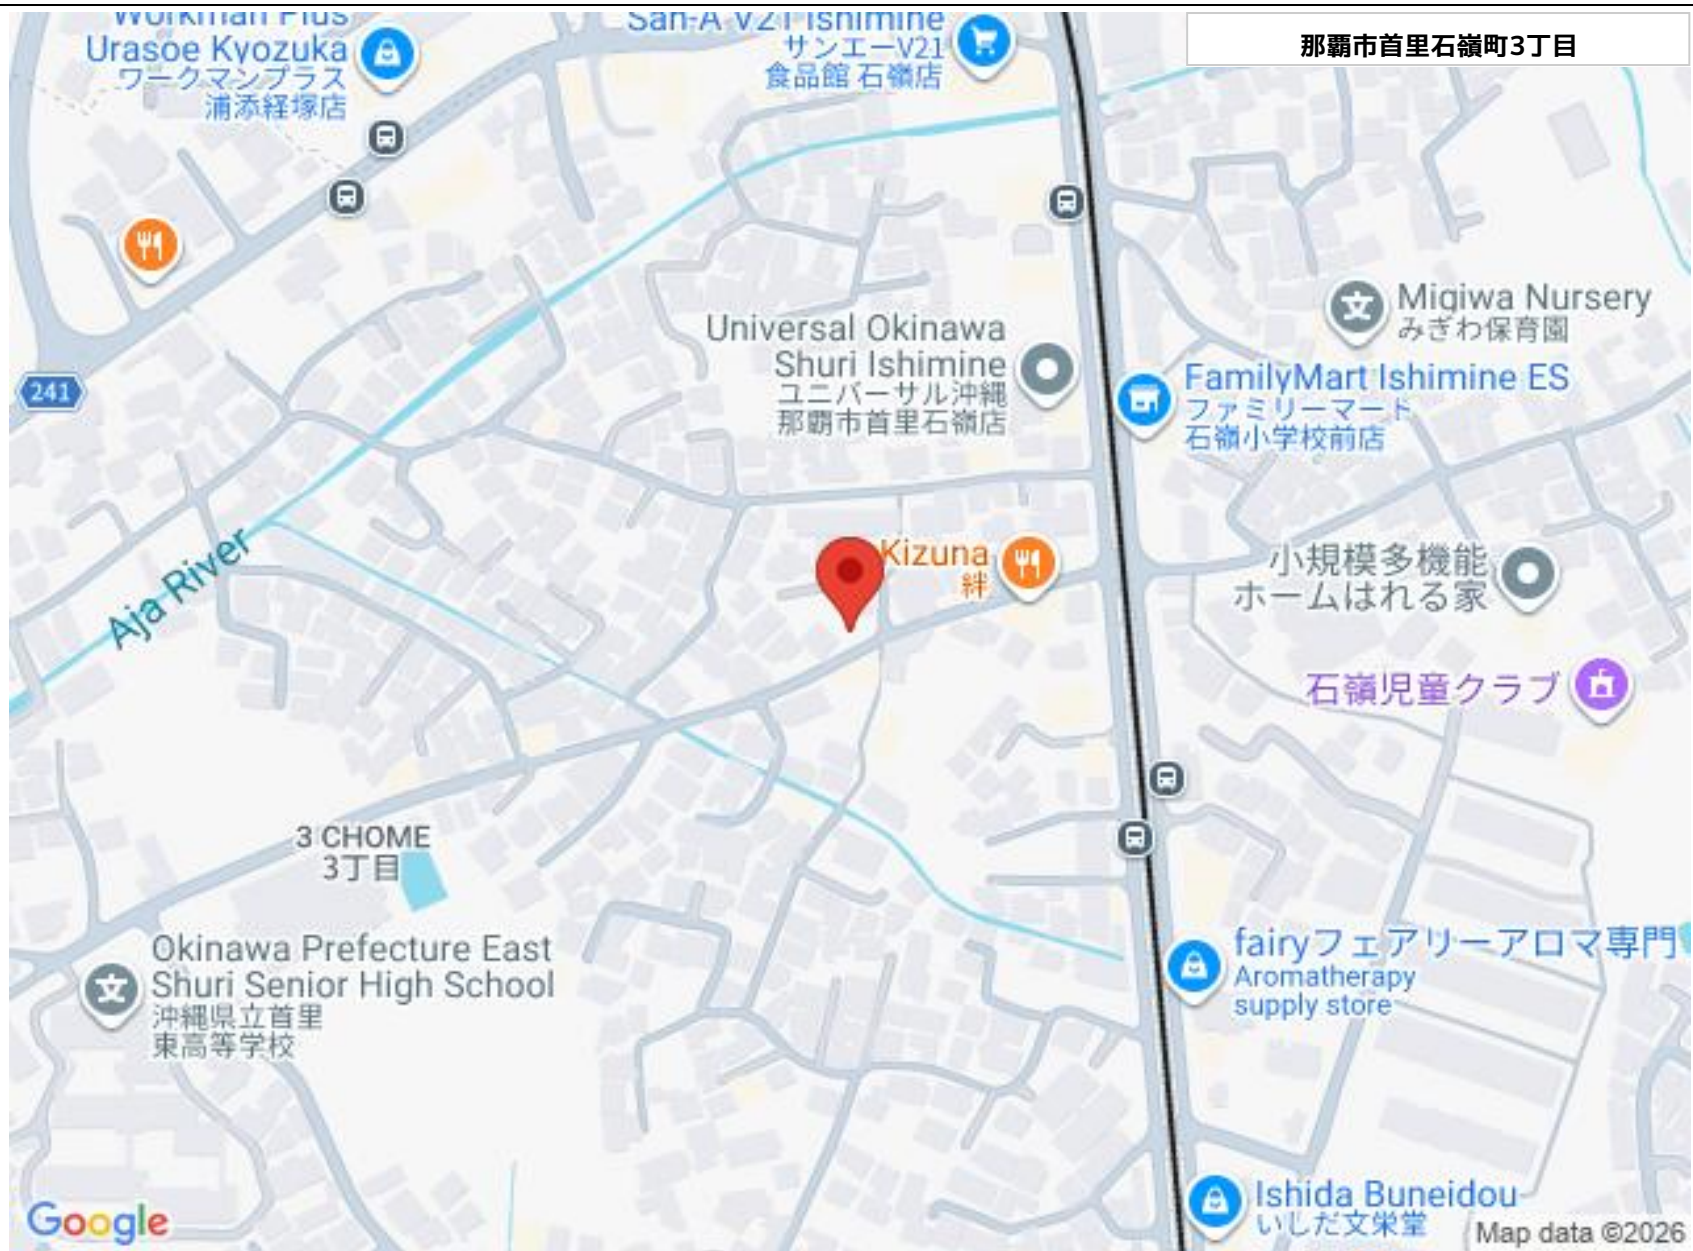 Workman Plus
Urasoe Kyozuka
ワークマンプラス
浦添経塚店
San-A V21 Ishimine
サンエーV21
食品館 石嶺店
那覇市首里石嶺町3丁目
Universal Okinawa
Shuri Ishimine
ユニバーサル沖縄
那覇市首里石嶺店
Migiwa Nursery
みぎわ保育園
FamilyMart Ishimine ES
ファミリーマート
石嶺小学校前店
241
Aja River
Kizuna
絆
小規模多機能
ホームはれる家
石嶺児童クラブ
3 CHOME
3丁目
Okinawa Prefecture East
Shuri Senior High School
沖縄県立首里
東高等学校
fairyフェアリーアロマ専門
Aromatherapy
supply store
Ishida Buneidou
いしだ文栄堂
Google
Map data ©2026